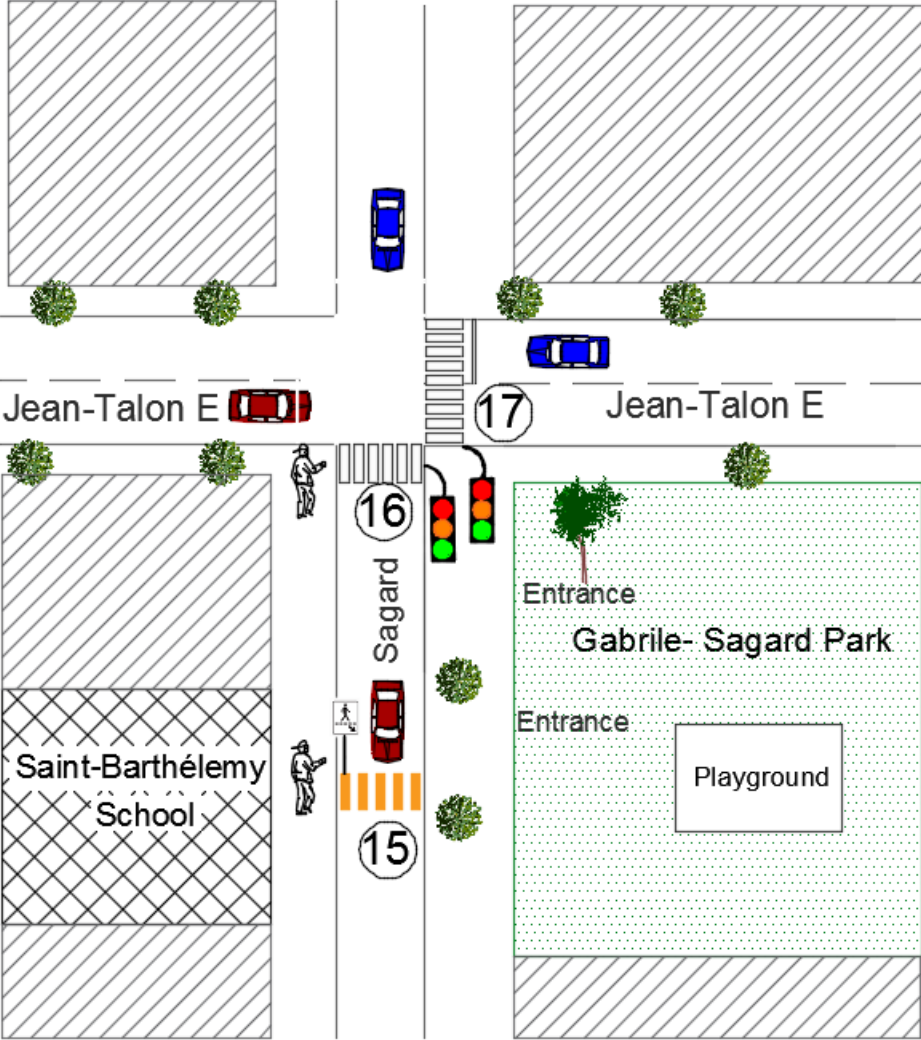 Jean-Talon E
17
Jean-Talon E
16
Sagard
Entrance
Gabrile- Sagard Park
Entrance
Saint-Barthélemy
School
Playground
15